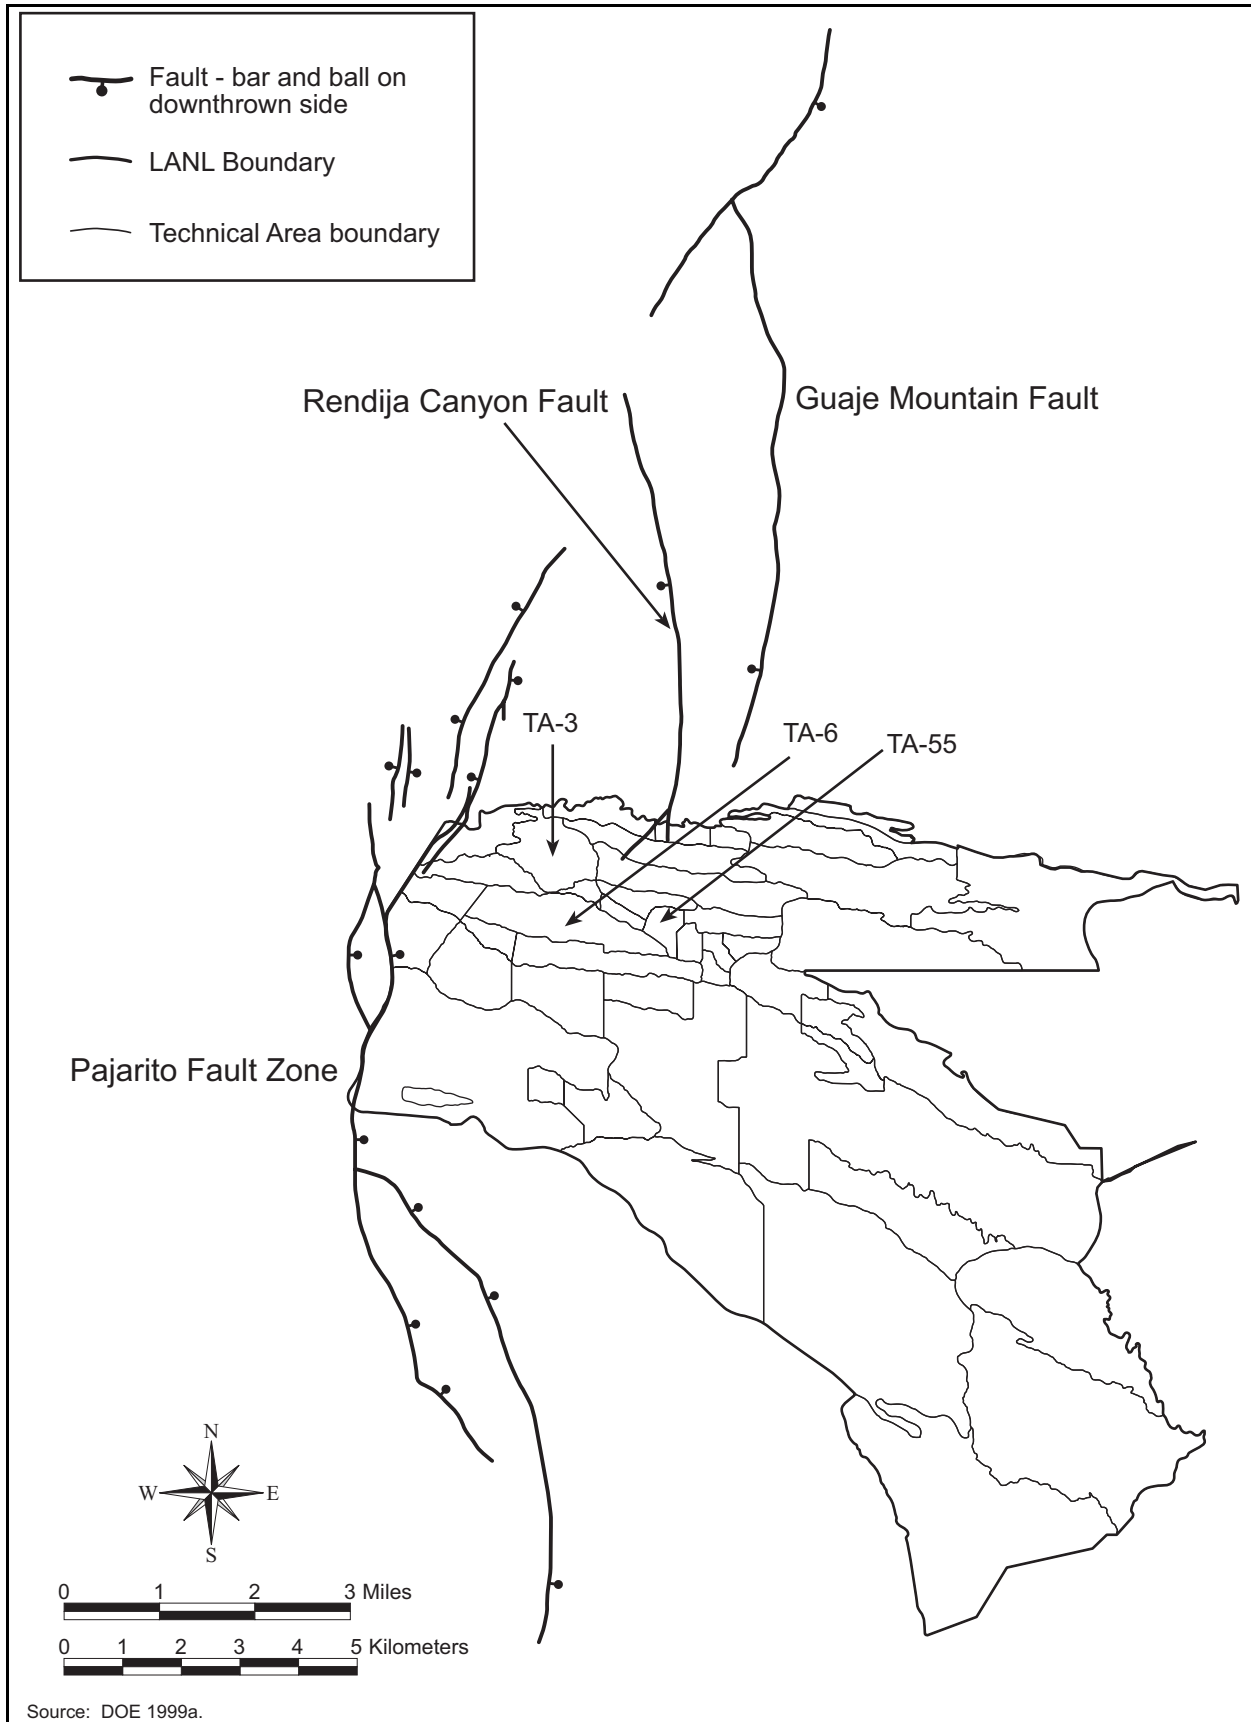 Fault - bar and ball on
downthrown side
LANL Boundary
Technical Area boundary
Rendija Canyon Fault
Guaje Mountain Fault
TA-3
TA-6
TA-55
Pajarito Fault Zone
N
W
E
S
0 1 2 3 Miles
0 1 2 3 4 5 Kilometers
Source: DOE 1999a.